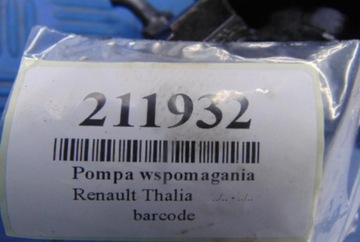 211932
Pompa wspomagania
Renault Thalia
barcode